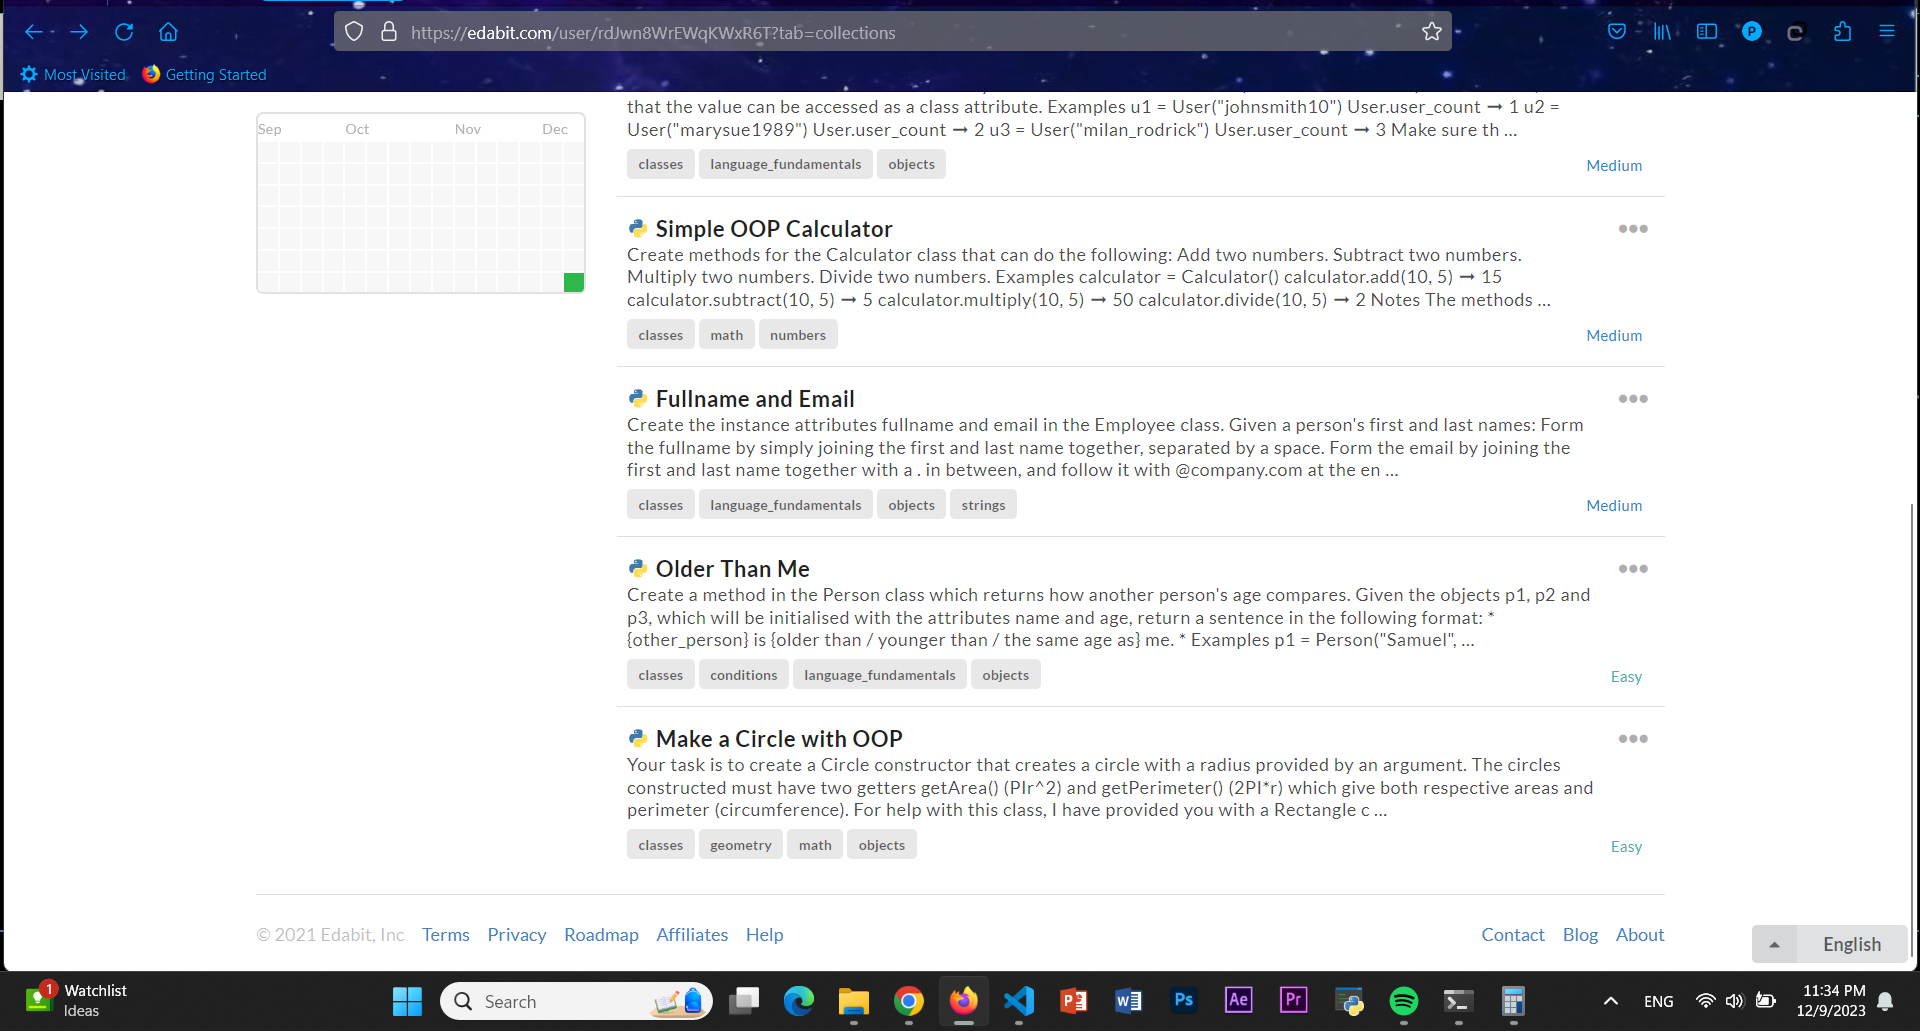 https://edabit.com/user/rdJwn8WrEWqKWxR6T?tab=collections
Most Visited
Getting Started
Sep Oct Nov Dec
that the value can be accessed as a class attribute. Examples u1 = User("johnsmith10") User.user_count → 1 u2 =
User("marysue1989") User.user_count → 2 u3 = User("milan_rodrick") User.user_count → 3 Make sure th ...
classes language_fundamentals objects
Medium
Simple OOP Calculator
Create methods for the Calculator class that can do the following: Add two numbers. Subtract two numbers.
Multiply two numbers. Divide two numbers. Examples calculator = Calculator() calculator.add(10, 5) → 15
calculator.subtract(10, 5) → 5 calculator.multiply(10, 5) → 50 calculator.divide(10, 5) → 2 Notes The methods ...
classes math numbers
Medium
Fullname and Email
Create the instance attributes fullname and email in the Employee class. Given a person's first and last names: Form
the fullname by simply joining the first and last name together, separated by a space. Form the email by joining the
first and last name together with a . in between, and follow it with @company.com at the en ...
classes language_fundamentals objects strings
Medium
Older Than Me
Create a method in the Person class which returns how another person's age compares. Given the objects p1, p2 and
p3, which will be initialised with the attributes name and age, return a sentence in the following format: *
{other_person} is {older than / younger than / the same age as} me. * Examples p1 = Person("Samuel", ...
classes conditions language_fundamentals objects
Easy
Make a Circle with OOP
Your task is to create a Circle constructor that creates a circle with a radius provided by an argument. The circles
constructed must have two getters getArea() (PIr^2) and getPerimeter() (2PI*r) which give both respective areas and
perimeter (circumference). For help with this class, I have provided you with a Rectangle c ...
classes geometry math objects
Easy
© 2021 Edabit, Inc Terms Privacy Roadmap Affiliates Help
Contact Blog About
English
1
Watchlist
Ideas
Search
P
W
Ps
Ae
Pr
ENG
11:34 PM
12/9/2023